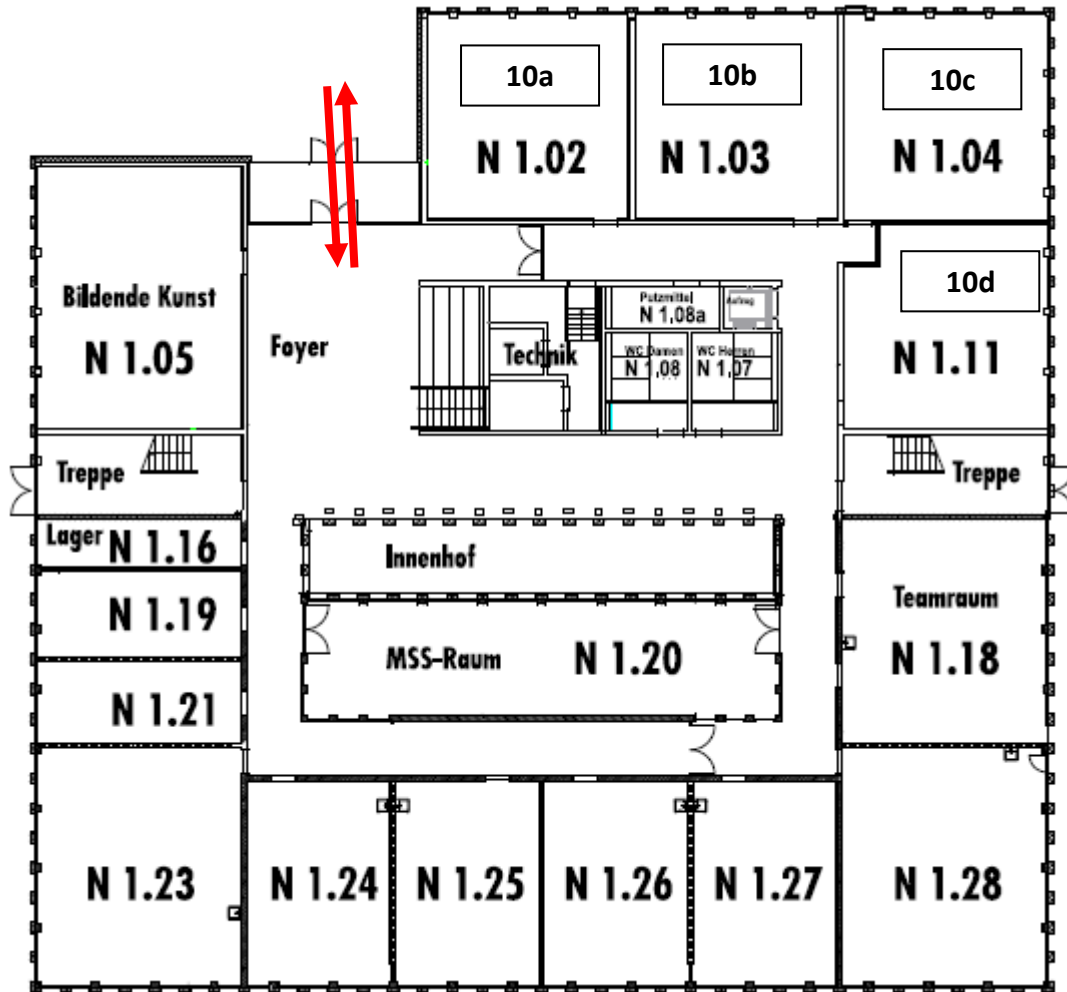 10a
10b
10c
N 1.02
N 1.03
N 1.04
10d
Bildende Kunst
N 1.05
Foyer
Technik
Putzmittel
N 1,08a
Aufzug
WC Damen
N 1,08
WC Herren
N 1,07
N 1.11
Treppe
Treppe
Lager N 1.16
Innenhof
N 1.19
Teamraum
N 1.18
MSS-Raum N 1.20
N 1.21
N 1.23
N 1.24
N 1.25
N 1.26
N 1.27
N 1.28